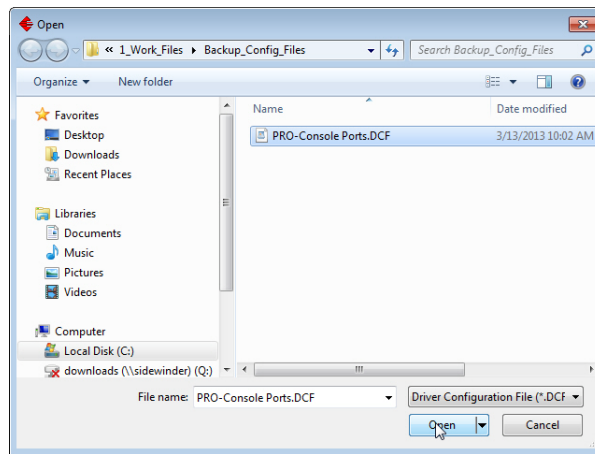 Open
« 1_Work_Files Backup_Config_Files Search Backup_Config_Files
Organize New folder
Name Date modified
PRO-Console Ports.DCF 3/13/2013 10:02 AM
Favorites
Desktop
Downloads
Recent Places
Libraries
Documents
Music
Pictures
Videos
Computer
Local Disk (C:)
downloads (\\sidewinder) (Q:)
File name: PRO-Console Ports.DCF Driver Configuration File (*.DCF
Open Cancel